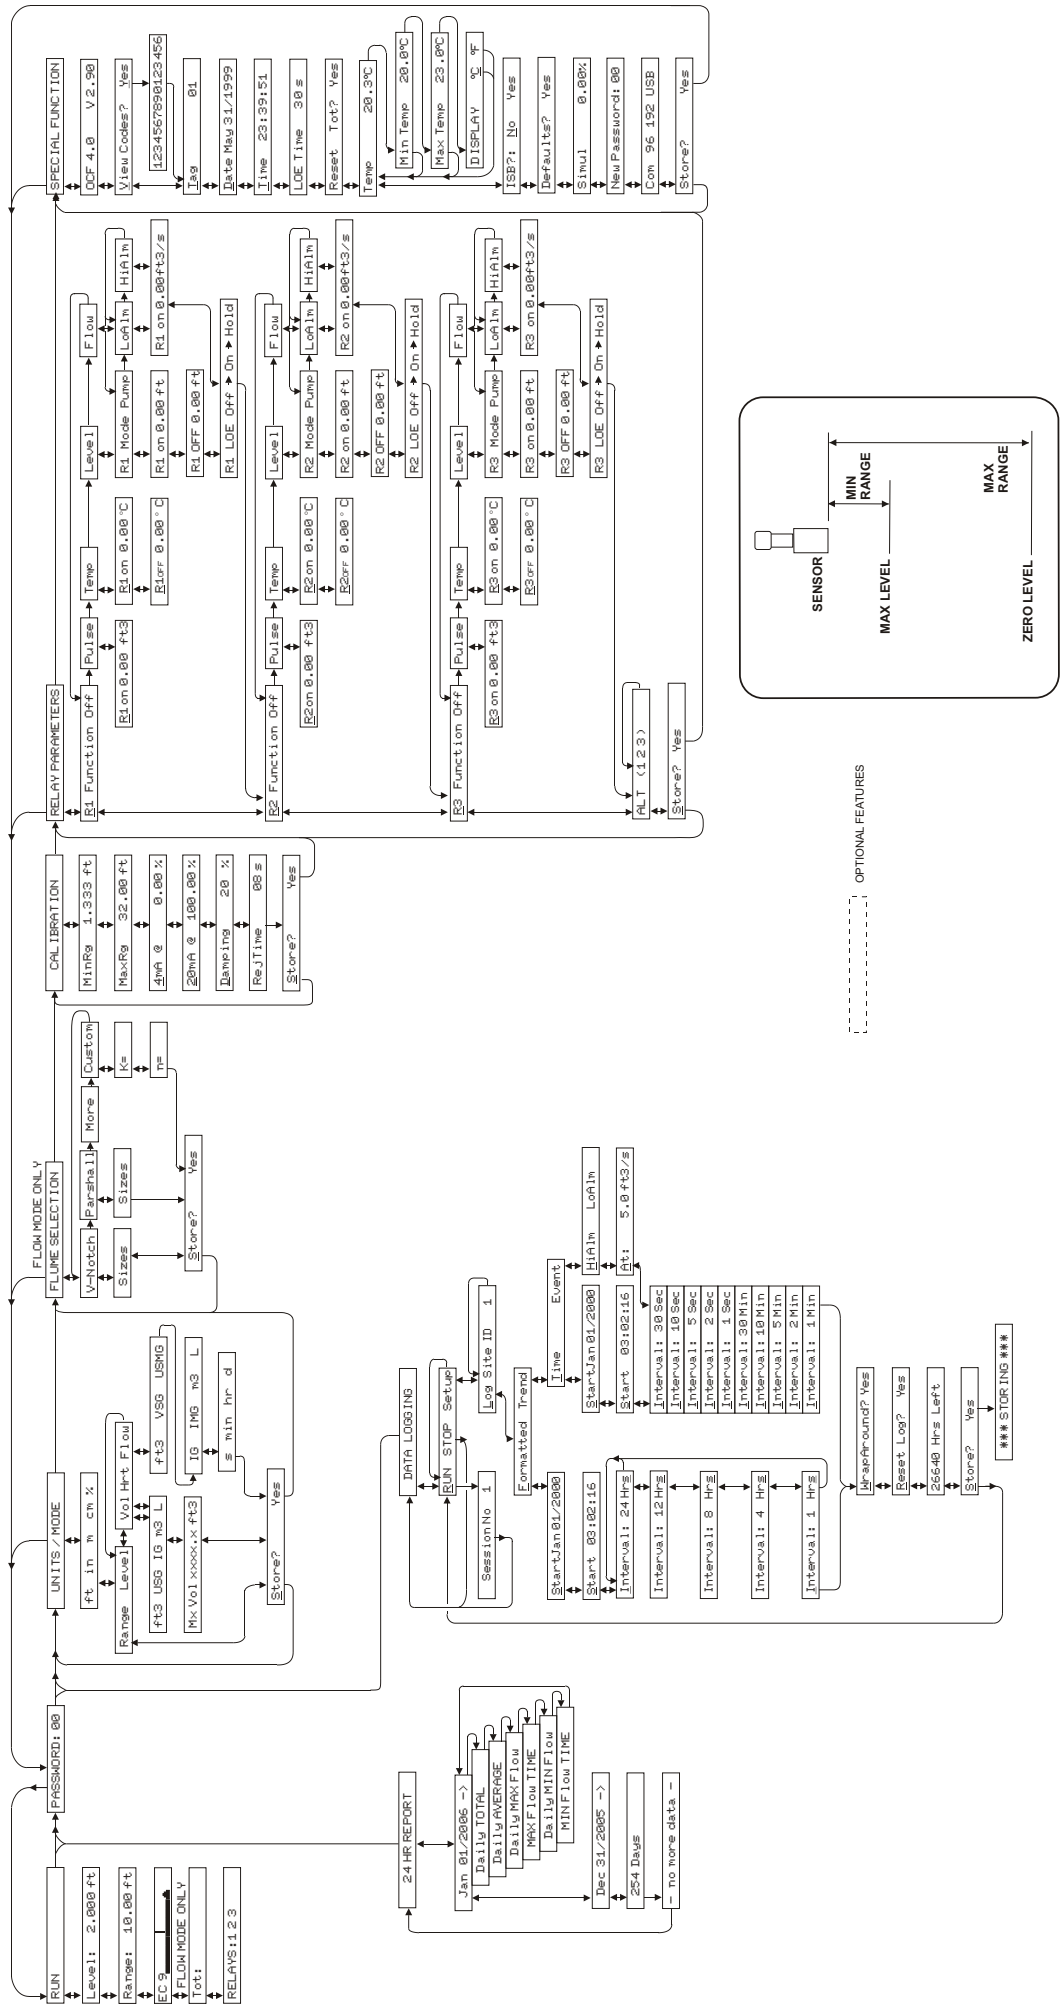 RUN
Level: 2.000 ft
Range: 10.00 ft
EC 9
FLOW MODE ONLY
Tot:
RELAYS:1 2 3
PASSWORD: 00
24 HR REPORT
Jan 01/2006 ->
Daily TOTAL
Daily AVERAGE
Daily MAX Flow
MAX Flow TIME
Daily MIN Flow
MIN Flow TIME
Dec 31/2005 ->
254 Days
- no more data -
UNITS / MODE
ft in m cm %
Range Level Vol Hrt Flow
ft3 USG IG m3 L
Mx Vol xxxx.x ft3
ft3 VSG USMG
IG IMG m3 L
s min hr d
Store? Yes
DATA LOGGING
RUN STOP Setup
Session No 1
Log Site ID 1
Formatted Trend
StartJan 01/2000
Start 03:02:16
Interval: 24 Hrs
Interval: 12 Hrs
Interval: 8 Hrs
Interval: 4 Hrs
Interval: 1 Hrs
Time Event
StartJan 01/2000
Start 03:02:16
Interval: 30 Sec
Interval: 10 Sec
Interval: 5 Sec
Interval: 2 Sec
Interval: 1 Sec
Interval: 30 Min
Interval: 10 Min
Interval: 5 Min
Interval: 2 Min
Interval: 1 Min
HiAlm LoAlm
At: 5.0 ft3/s
WrapAround? Yes
Reset Log? Yes
26640 Hrs Left
Store? Yes
*** STORING ***
FLOW MODE ONLY
FLUME SELECTION
V-Notch
Parshall
More
Custom
Sizes
Sizes
K=
n=
Store? Yes
CALIBRATION
MinRg 1.333 ft
MaxRg 32.00 ft
4mA @ 0.00 %
20mA @ 100.00 %
Damping 20 %
RejTime 08 s
Store? Yes
RELAY PARAMETERS
R1 Function Off
Pulse
Temp
Level
Flow
R1 on 0.00 ft3
R1 on 0.00 °C
R1 OFF 0.00 °C
R1 Mode Pump
LoAlm
HiAlm
R1 on 0.00 ft
R1 on 0.00ft3/s
R1 OFF 0.00 ft
R1 LOE Off → On → Hold
R2 Function Off
Pulse
Temp
Level
Flow
R2on 0.00 ft3
R2 on 0.00 °C
R2OFF 0.00 °C
R2 Mode Pump
LoAlm
HiAlm
R2 on 0.00 ft
R2 on 0.00ft3/s
R2 OFF 0.00 ft
R2 LOE Off → On → Hold
R3 Function Off
Pulse
Temp
Level
Flow
R3 on 0.00 ft3
R3 on 0.00 °C
R3OFF 0.00 °C
R3 Mode Pump
LoAlm
HiAlm
R3 on 0.00 ft
R3 on 0.00ft3/s
R3 OFF 0.00 ft
R3 LOE Off → On → Hold
ALT (1 2 3)
Store? Yes
SPECIAL FUNCTION
OCF 4.0 V 2.90
View Codes? Yes
1234567890123456
Tag 01
Date May 31/1999
Time 23:39:51
LOE Time 30 s
Reset Tot? Yes
Temp 20.3°C
Min Temp 20.0°C
Max Temp 23.0°C
DISPLAY °C °F
ISB?: No Yes
Defaults? Yes
Simul 0.00%
New Password: 00
Com 96 192 USB
Store? Yes
OPTIONAL FEATURES
SENSOR
MIN
RANGE
MAX LEVEL
MAX
RANGE
ZERO LEVEL